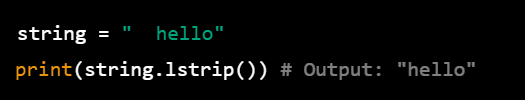 string = "  hello"
print(string.lstrip()) # Output: "hello"